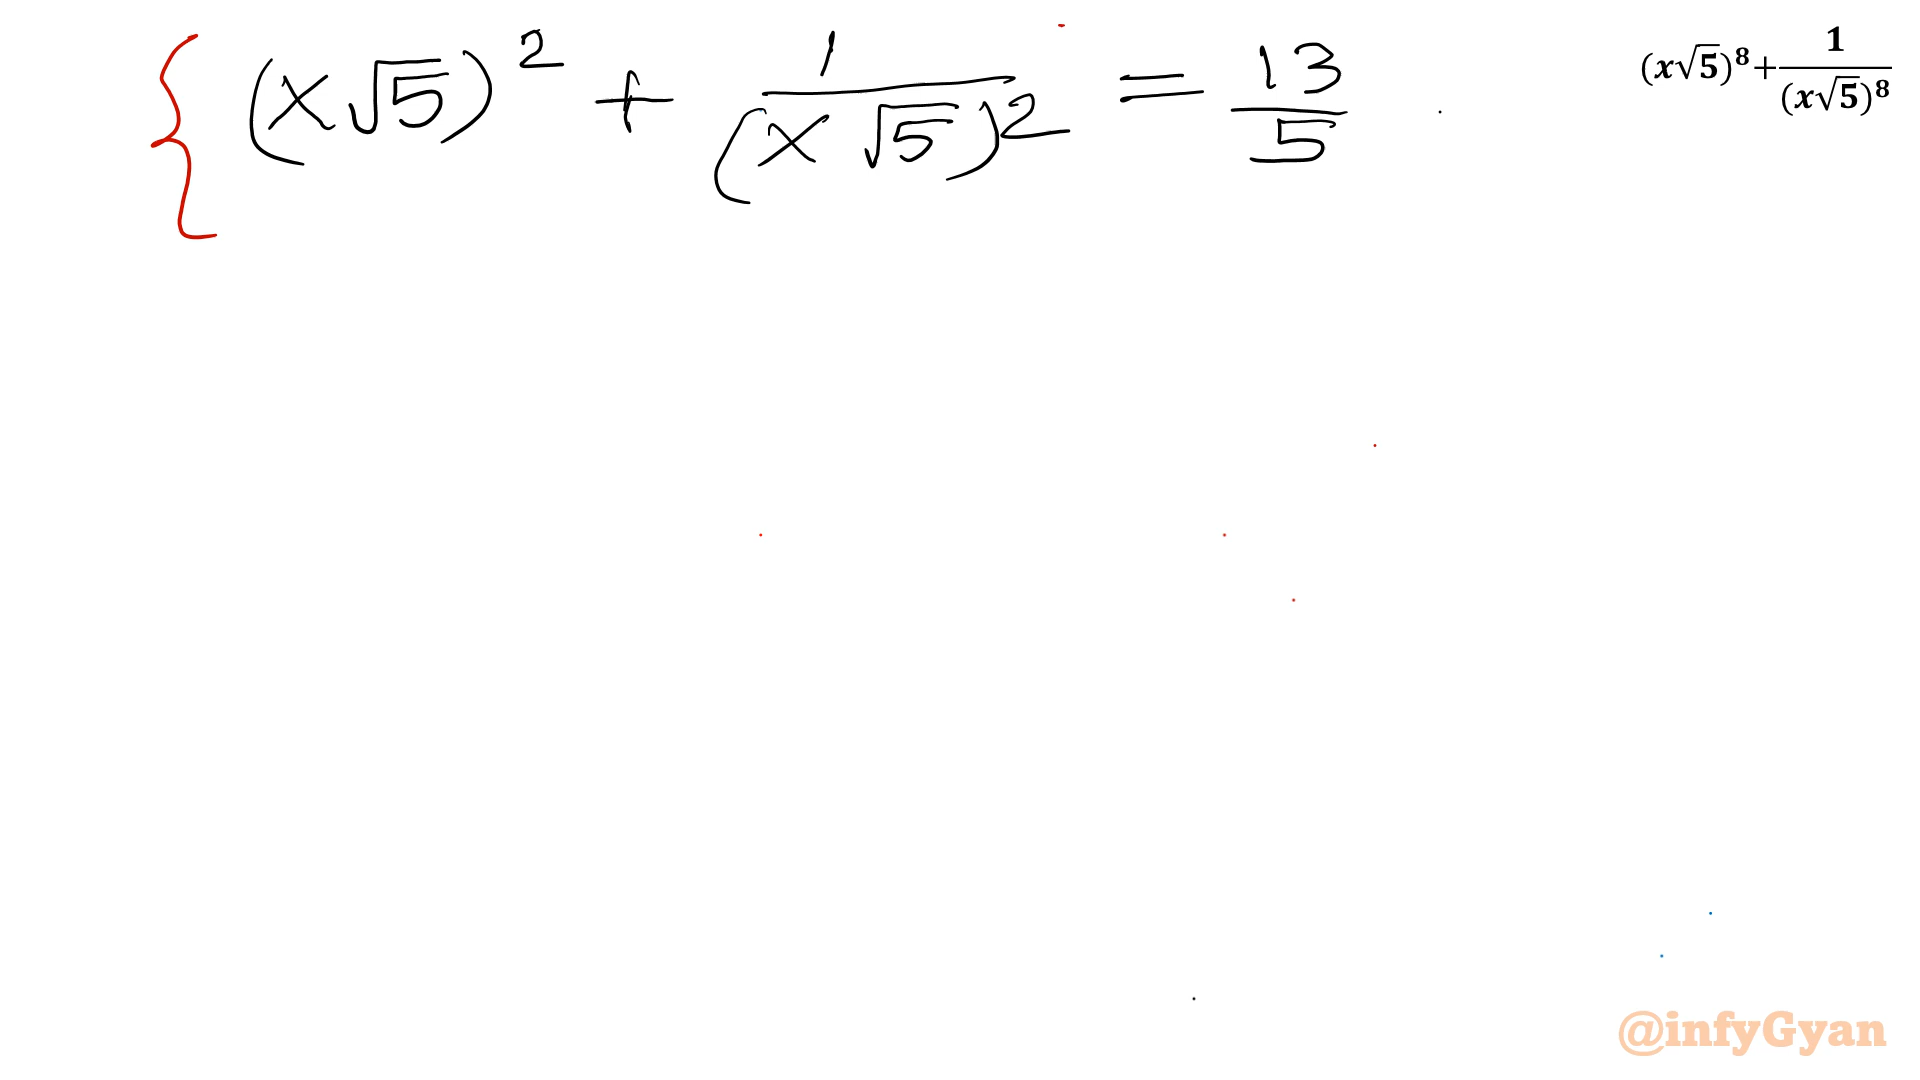 { (x√5)² + 1/(x√5)² = 13/5
(x√5)⁸+1/(x√5)⁸
@infyGyan